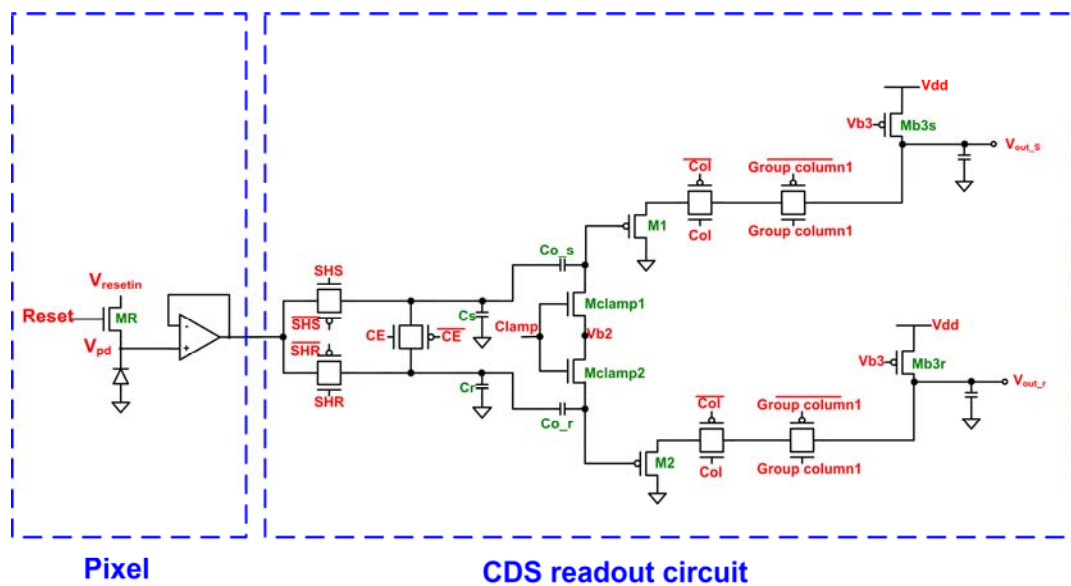 Vdd
Vb3
Mb3s
Vout_S
Col
Group column1
M1
Col
Group column1
Co_s
SHS
Vresetin
Reset
MR
Mclamp1
Cs
Clamp
SHS
CE
CE
Vb2
Vpd
-
+
SHR
Mclamp2
Vdd
Vb3
Mb3r
Vout_r
Cr
SHR
Co_r
Col
Group column1
M2
Col
Group column1
Pixel
CDS readout circuit